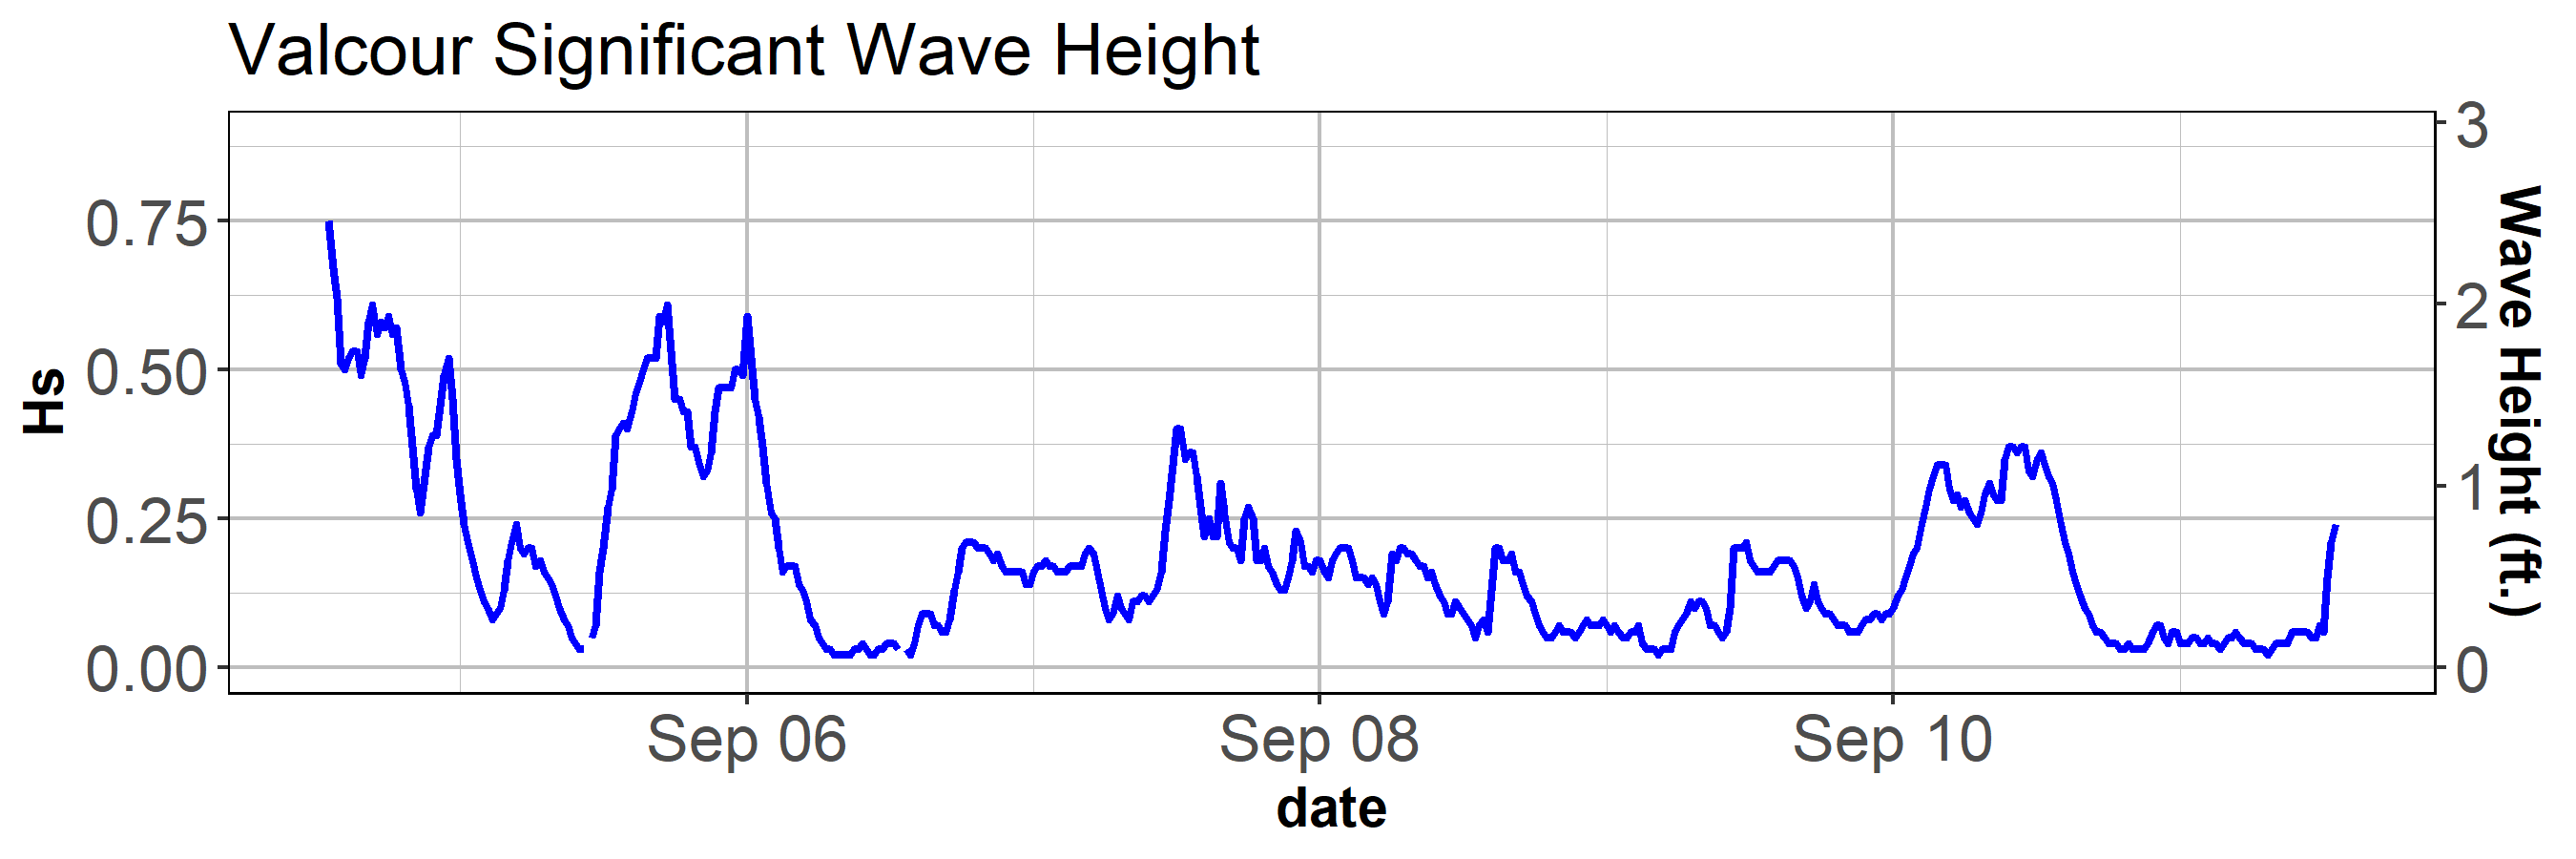 Valcour Significant Wave Height
Hs
0.75
0.50
0.25
0.00
3
2
1
0
Wave Height (ft.)
Sep 06
Sep 08
Sep 10
date